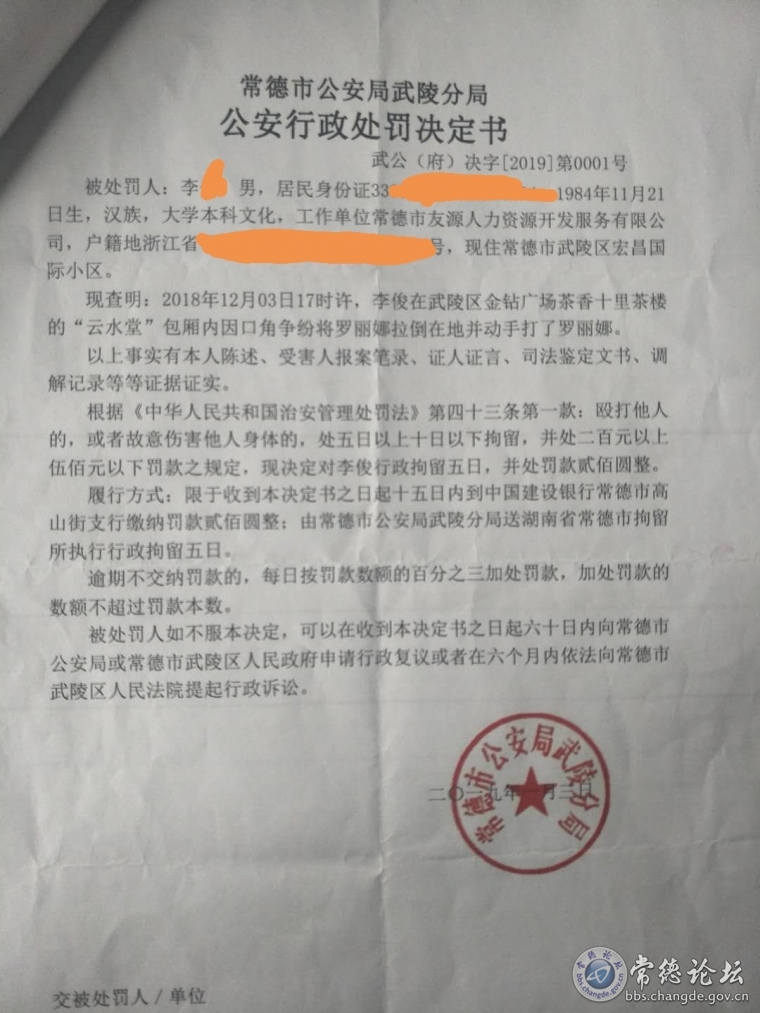 常德市公安局武陵分局
公安行政处罚决定书
武公（府）决字[2019]第0001号
被处罚人：李 男，居民身份证33 1984年11月21
日生，汉族，大学本科文化，工作单位常德市友源人力资源开发服务有限公
司，户籍地浙江省 号，现住常德市武陵区宏昌国
际小区。
现查明：2018年12月03日17时许，李俊在武陵区金钻广场茶香十里茶楼
的“云水堂”包厢内因口角争纷将罗丽娜拉倒在地并动手打了罗丽娜。
以上事实有本人陈述、受害人报案笔录、证人证言、司法鉴定文书、调
解记录等等证据证实。
根据《中华人民共和国治安管理处罚法》第四十三条第一款：殴打他人
的，或者故意伤害他人身体的，处五日以上十日以下拘留，并处二百元以上
伍佰元以下罚款之规定，现决定对李俊行政拘留五日，并处罚款贰佰圆整。
履行方式：限于收到本决定书之日起十五日内到中国建设银行常德市高
山街支行缴纳罚款贰佰圆整；由常德市公安局武陵分局送湖南省常德市拘留
所执行行政拘留五日。
逾期不交纳罚款的，每日按罚款数额的百分之三加处罚款，加处罚款的
数额不超过罚款本数。
被处罚人如不服本决定，可以在收到本决定书之日起六十日内向常德市
公安局或常德市武陵区人民政府申请行政复议或者在六个月内依法向常德市
武陵区人民法院提起行政诉讼。
常德市公安局武陵分局
二〇一九年一月三日
交被处罚人／单位
常德论坛
bbs.changde.gov.cn